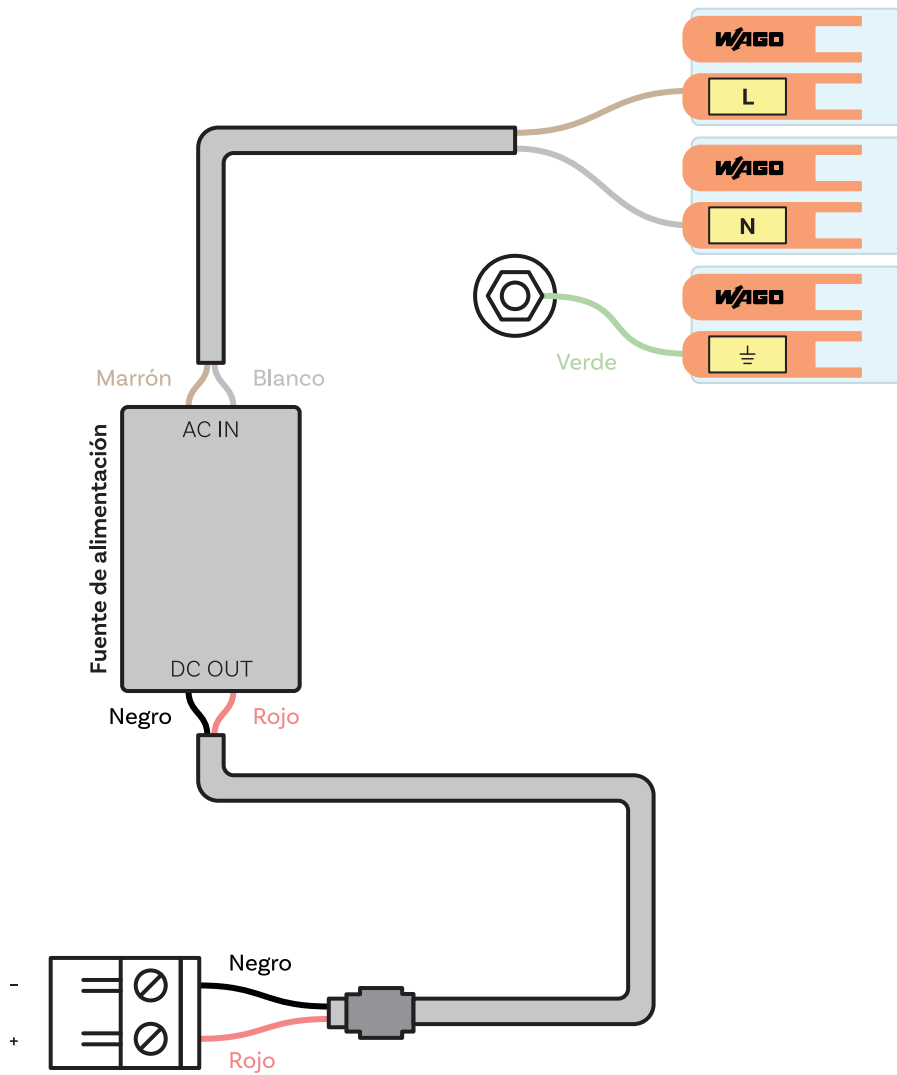 WAGO
L
WAGO
N
WAGO
Verde
Marrón
Blanco
AC IN
Fuente de alimentación
DC OUT
Negro
Rojo
Negro
-
+
Rojo